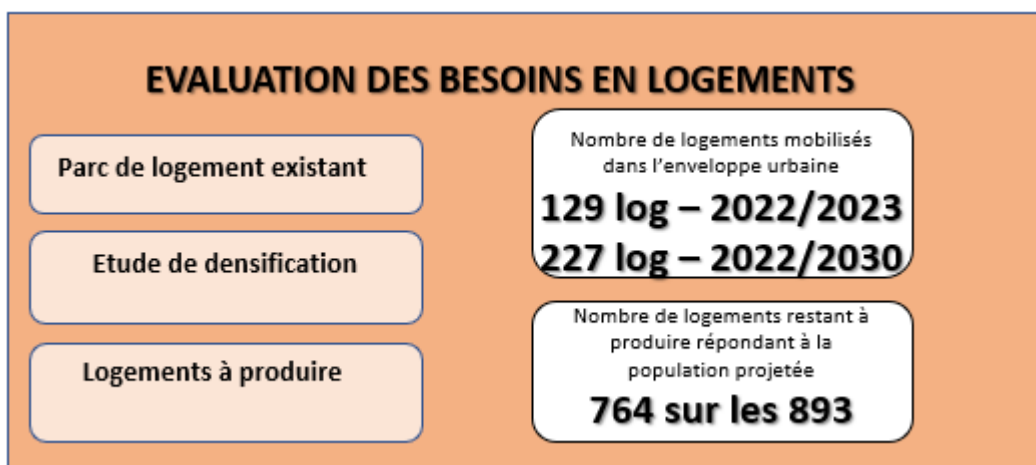 EVALUATION DES BESOINS EN LOGEMENTS
Parc de logement existant
Etude de densification
Logements à produire
Nombre de logements mobilisés
dans l'enveloppe urbaine
129 log – 2022/2023
227 log – 2022/2030
Nombre de logements restant à
produire répondant à la
population projetée
764 sur les 893